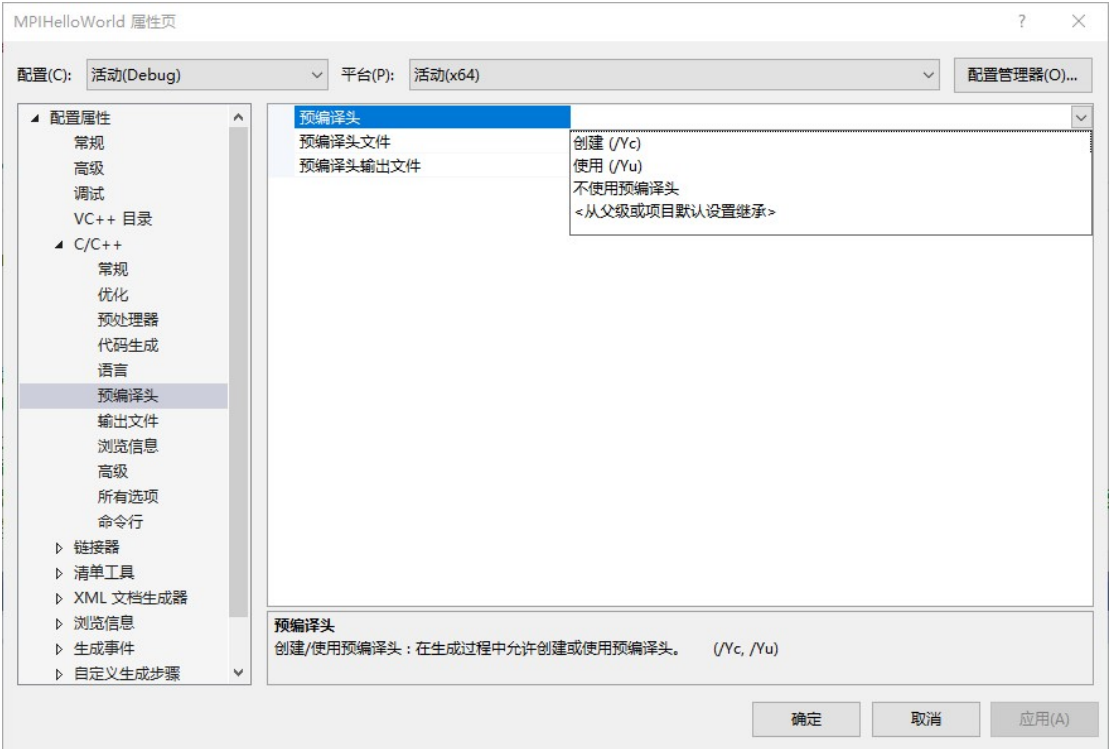 MPIHelloWorld 属性页
? ×
配置(C): 活动(Debug) 平台(P): 活动(x64) 配置管理器(O)...
配置属性
常规
高级
调试
VC++ 目录
C/C++
常规
优化
预处理器
代码生成
语言
预编译头
输出文件
浏览信息
高级
所有选项
命令行
链接器
清单工具
XML 文档生成器
浏览信息
生成事件
自定义生成步骤
预编译头
预编译头文件
预编译头输出文件
创建 (/Yc)
使用 (/Yu)
不使用预编译头
<从父级或项目默认设置继承>
预编译头
创建/使用预编译头 : 在生成过程中允许创建或使用预编译头。 (/Yc, /Yu)
确定 取消 应用(A)